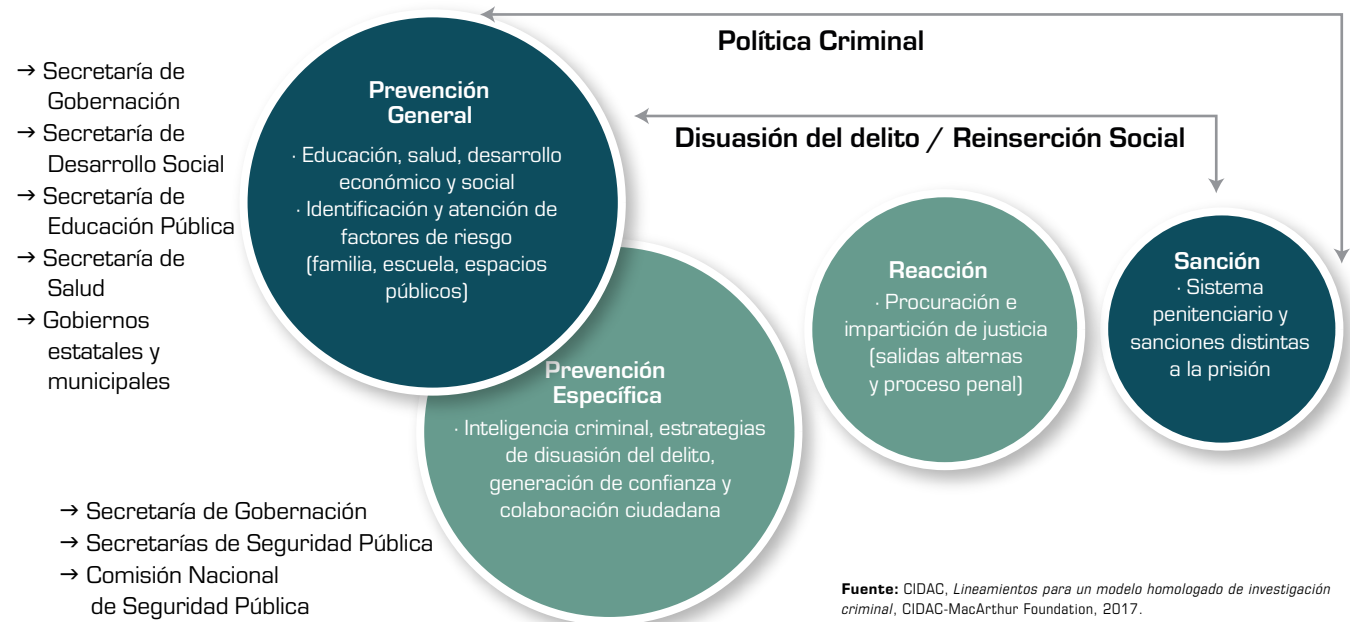 Política Criminal
Disuasión del delito / Reinserción Social
→ Secretaría de
Gobernación
→ Secretaría de
Desarrollo Social
→ Secretaría de
Educación Pública
→ Secretaría de
Salud
→ Gobiernos
estatales y
municipales
Prevención
General
· Educación, salud, desarrollo
económico y social
· Identificación y atención de
factores de riesgo
(familia, escuela, espacios
públicos)
Prevención
Específica
· Inteligencia criminal, estrategias
de disuasión del delito,
generación de confianza y
colaboración ciudadana
→ Secretaría de Gobernación
→ Secretarías de Seguridad Pública
→ Comisión Nacional
de Seguridad Pública
Reacción
· Procuración e
impartición de justicia
(salidas alternas
y proceso penal)
Sanción
· Sistema
penitenciario y
sanciones distintas
a la prisión
Fuente: CIDAC, Lineamientos para un modelo homologado de investigación
criminal, CIDAC-MacArthur Foundation, 2017.